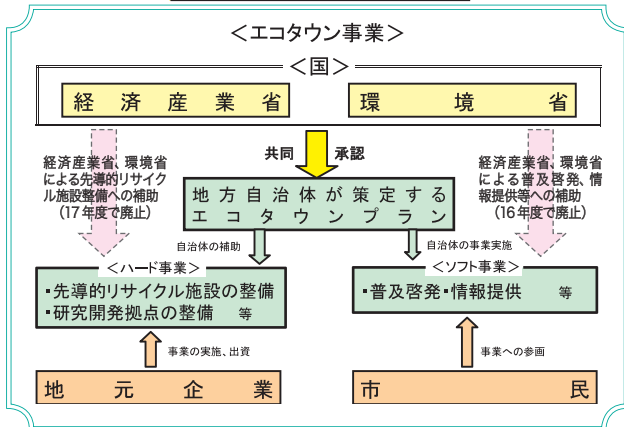 ＜エコタウン事業＞
＜国＞
経済産業省
環境省
共同 承認
経済産業省、環境省
による先導的リサイク
ル施設整備への補助
（17年度で廃止）
経済産業省、環境省
による普及啓発、情
報提供等への補助
（16年度で廃止）
地方自治体が策定する
エコタウンプラン
自治体の補助
自治体の事業実施
＜ハード事業＞
・先導的リサイクル施設の整備
・研究開発拠点の整備 等
＜ソフト事業＞
・普及啓発・情報提供 等
事業の実施、出資
事業への参画
地元企業
市民